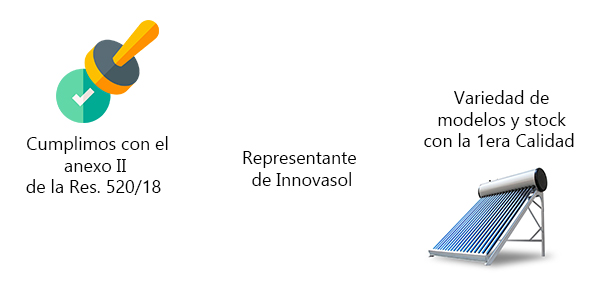 Cumplimos con el
anexo II
de la Res. 520/18
Representante
de Innovasol
Variedad de
modelos y stock
con la 1era Calidad